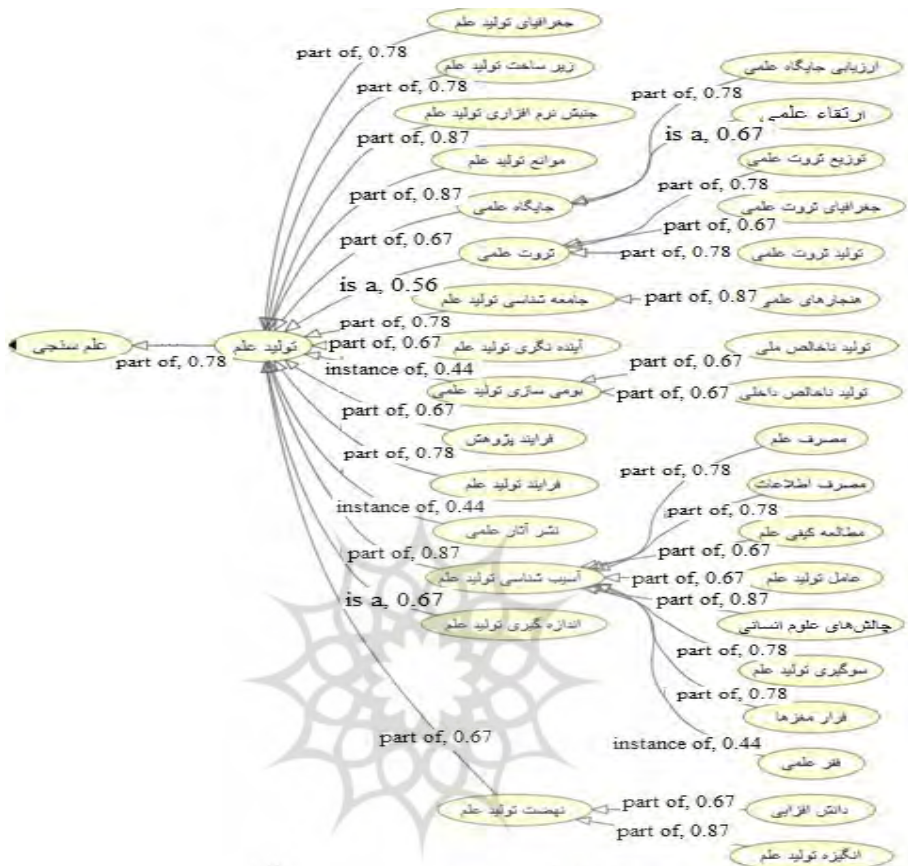 جغرافیای تولید علم
part of, 0.78
زیر ساخت تولید علم
part of, 0.78
ارزیابی جایگاه علمی
part of, 0.78
جنبش نرم افزاری تولید علم
part of, 0.87
ارتقاء علمی
is a, 0.67
موانع تولید علم
part of, 0.87
توزیع ثروت علمی
part of, 0.78
جایگاه علمی
part of, 0.67
جغرافیای ثروت علمی
part of, 0.67
ثروت علمی
is a, 0.56
تولید ثروت علمی
part of, 0.78
جامعه شناسی تولید علم
part of, 0.78
هنجارهای علمی
part of, 0.87
علم سنجی
part of, 0.78
تولید علم
آینده نگری تولید علم
part of, 0.67
تولید ناخالص ملی
part of, 0.67
بومی سازی تولید علمی
instance of, 0.44
تولید ناخالص داخلی
part of, 0.67
فرایند پژوهش
part of, 0.67
مصرف علم
part of, 0.78
فرایند تولید علم
part of, 0.78
مصرف اطلاعات
part of, 0.78
نشر آثار علمی
instance of, 0.44
مطالعه کیفی علم
part of, 0.67
آسیب شناسی تولید علم
part of, 0.87
عامل تولید علم
part of, 0.67
اندازه گیری تولید علم
is a, 0.67
چالش‌های علوم انسانی
part of, 0.87
سوگیری تولید علم
part of, 0.78
فرار مغزها
part of, 0.78
فقر علمی
instance of, 0.44
نهضت تولید علم
part of, 0.67
دانش افزایی
part of, 0.67
انگیزه تولید علم
part of, 0.87